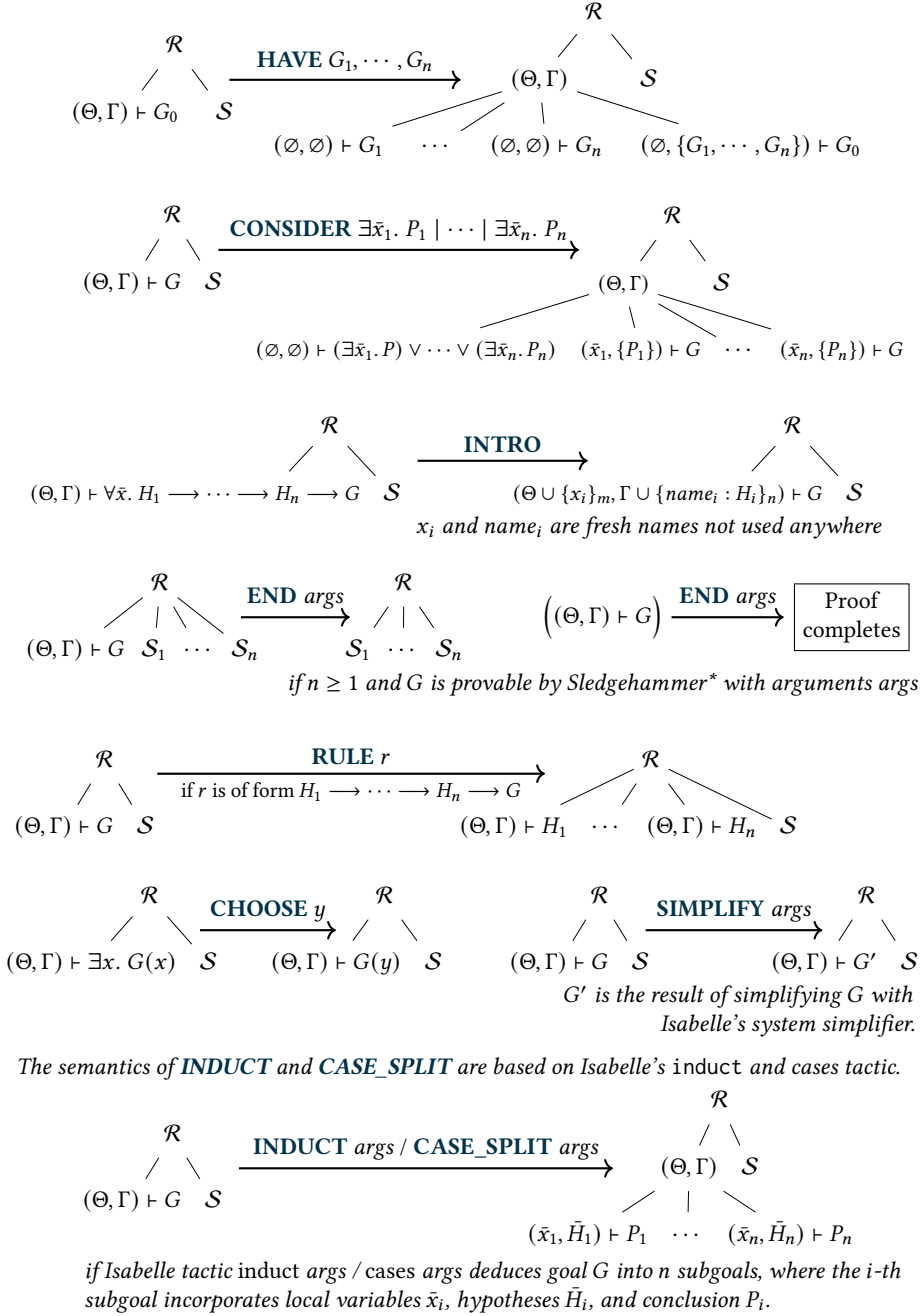 ℛ
ℛ HAVE G₁, ⋯ , Gₙ
(Θ, Γ) 𝒮
(Θ, Γ) ⊢ G₀ 𝒮
(∅, ∅) ⊢ G₁ ⋯ (∅, ∅) ⊢ Gₙ (∅, {G₁, ⋯ , Gₙ}) ⊢ G₀
ℛ CONSIDER ∃x̄₁. P₁ | ⋯ | ∃x̄ₙ. Pₙ ℛ
(Θ, Γ) ⊢ G 𝒮 (Θ, Γ) 𝒮
(∅, ∅) ⊢ (∃x̄₁. P) ∨ ⋯ ∨ (∃x̄ₙ. Pₙ) (x̄₁, {P₁}) ⊢ G ⋯ (x̄ₙ, {Pₙ}) ⊢ G
ℛ INTRO ℛ
(Θ, Γ) ⊢ ∀x̄. H₁ ⟶ ⋯ ⟶ Hₙ ⟶ G 𝒮 (Θ ∪ {xᵢ}ₘ, Γ ∪ {nameᵢ : Hᵢ}ₙ) ⊢ G 𝒮
xᵢ and nameᵢ are fresh names not used anywhere
ℛ END args ℛ ((Θ, Γ) ⊢ G) END args Proof completes
(Θ, Γ) ⊢ G 𝒮₁ ⋯ 𝒮ₙ 𝒮₁ ⋯ 𝒮ₙ
if n ≥ 1 and G is provable by Sledgehammer* with arguments args
ℛ RULE r ℛ
if r is of form H₁ ⟶ ⋯ ⟶ Hₙ ⟶ G
(Θ, Γ) ⊢ G 𝒮 (Θ, Γ) ⊢ H₁ ⋯ (Θ, Γ) ⊢ Hₙ 𝒮
ℛ CHOOSE y ℛ ℛ SIMPLIFY args ℛ
(Θ, Γ) ⊢ ∃x. G(x) 𝒮 (Θ, Γ) ⊢ G(y) 𝒮 (Θ, Γ) ⊢ G 𝒮 (Θ, Γ) ⊢ G′ 𝒮
G′ is the result of simplifying G with
Isabelle's system simplifier.
The semantics of INDUCT and CASE_SPLIT are based on Isabelle's induct and cases tactic.
ℛ
ℛ INDUCT args / CASE_SPLIT args
(Θ, Γ) 𝒮
(Θ, Γ) ⊢ G 𝒮
(x̄₁, H̄₁) ⊢ P₁ ⋯ (x̄ₙ, H̄ₙ) ⊢ Pₙ
if Isabelle tactic induct args / cases args deduces goal G into n subgoals, where the i-th
subgoal incorporates local variables x̄ᵢ, hypotheses H̄ᵢ, and conclusion Pᵢ.